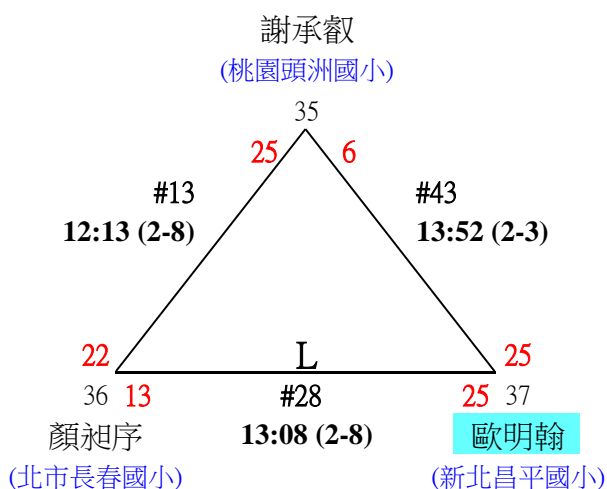 謝承叡
(桃園頭洲國小)
35
25 6
#13 #43
12:13 (2-8) 13:52 (2-3)
22 L 25
36 13 #28 25 37
顏昶序 13:08 (2-8) 歐明翰
(北市長春國小) (新北昌平國小)